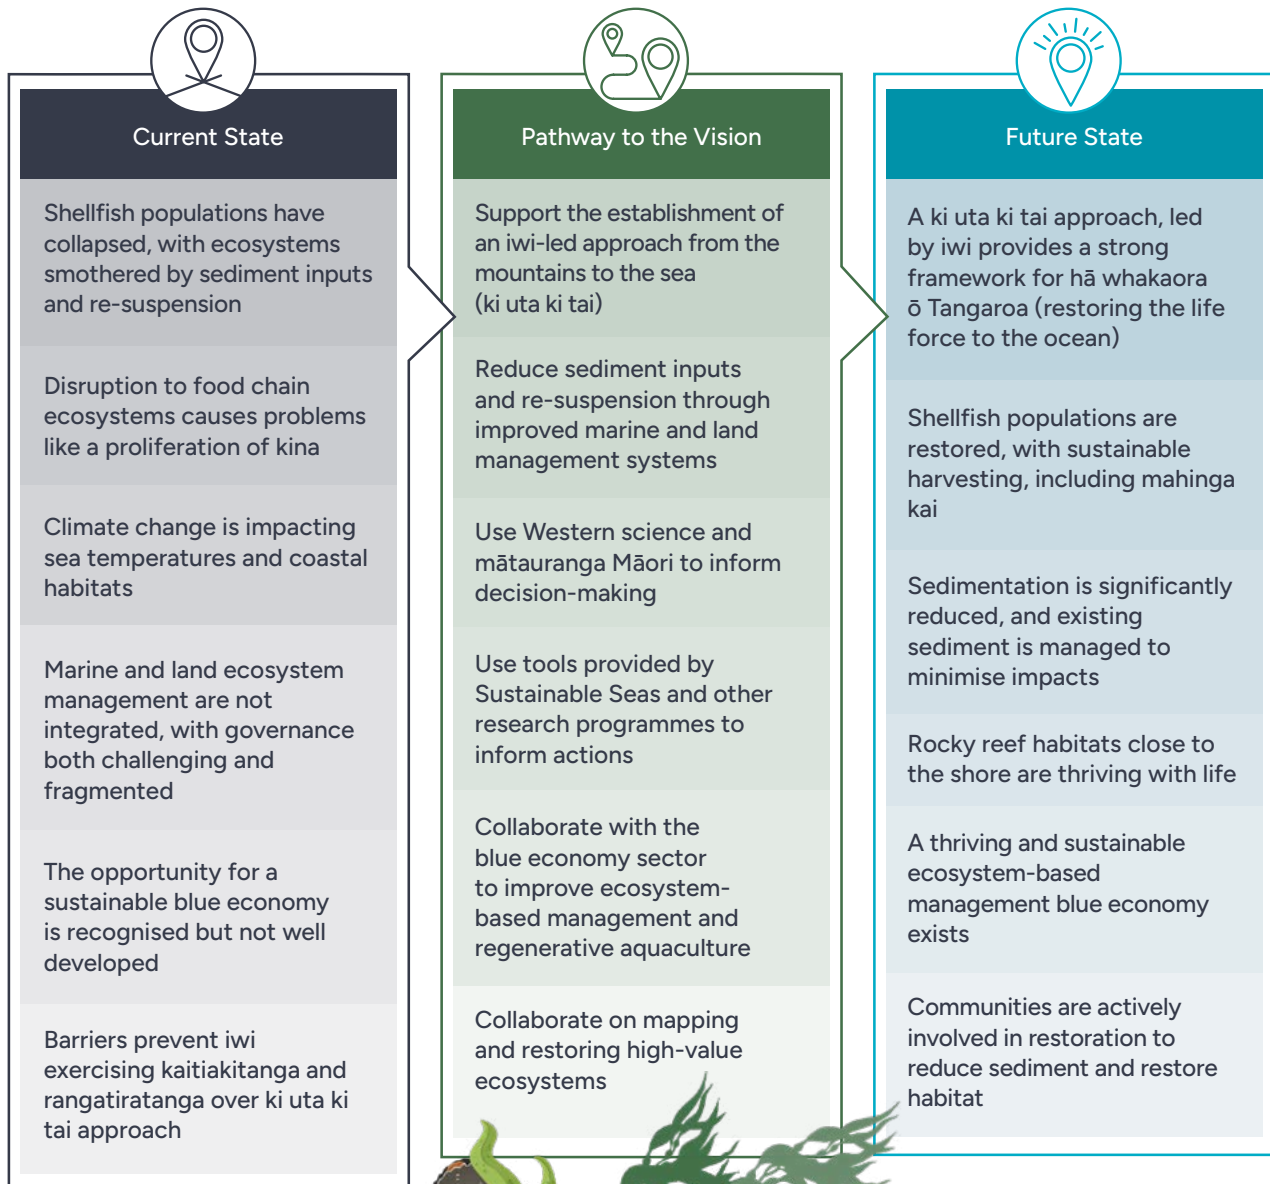 Current State
Shellfish populations have
collapsed, with ecosystems
smothered by sediment inputs
and re-suspension
Disruption to food chain
ecosystems causes problems
like a proliferation of kina
Climate change is impacting
sea temperatures and coastal
habitats
Marine and land ecosystem
management are not
integrated, with governance
both challenging and
fragmented
The opportunity for a
sustainable blue economy
is recognised but not well
developed
Barriers prevent iwi
exercising kaitiakitanga and
rangatiratanga over ki uta ki
tai approach
Pathway to the Vision
Support the establishment of
an iwi-led approach from the
mountains to the sea
(ki uta ki tai)
Reduce sediment inputs
and re-suspension through
improved marine and land
management systems
Use Western science and
mātauranga Māori to inform
decision-making
Use tools provided by
Sustainable Seas and other
research programmes to
inform actions
Collaborate with the
blue economy sector
to improve ecosystem-
based management and
regenerative aquaculture
Collaborate on mapping
and restoring high-value
ecosystems
Future State
A ki uta ki tai approach, led
by iwi provides a strong
framework for hā whakaora
ō Tangaroa (restoring the life
force to the ocean)
Shellfish populations are
restored, with sustainable
harvesting, including mahinga
kai
Sedimentation is significantly
reduced, and existing
sediment is managed to
minimise impacts
Rocky reef habitats close to
the shore are thriving with life
A thriving and sustainable
ecosystem-based
management blue economy
exists
Communities are actively
involved in restoration to
reduce sediment and restore
habitat